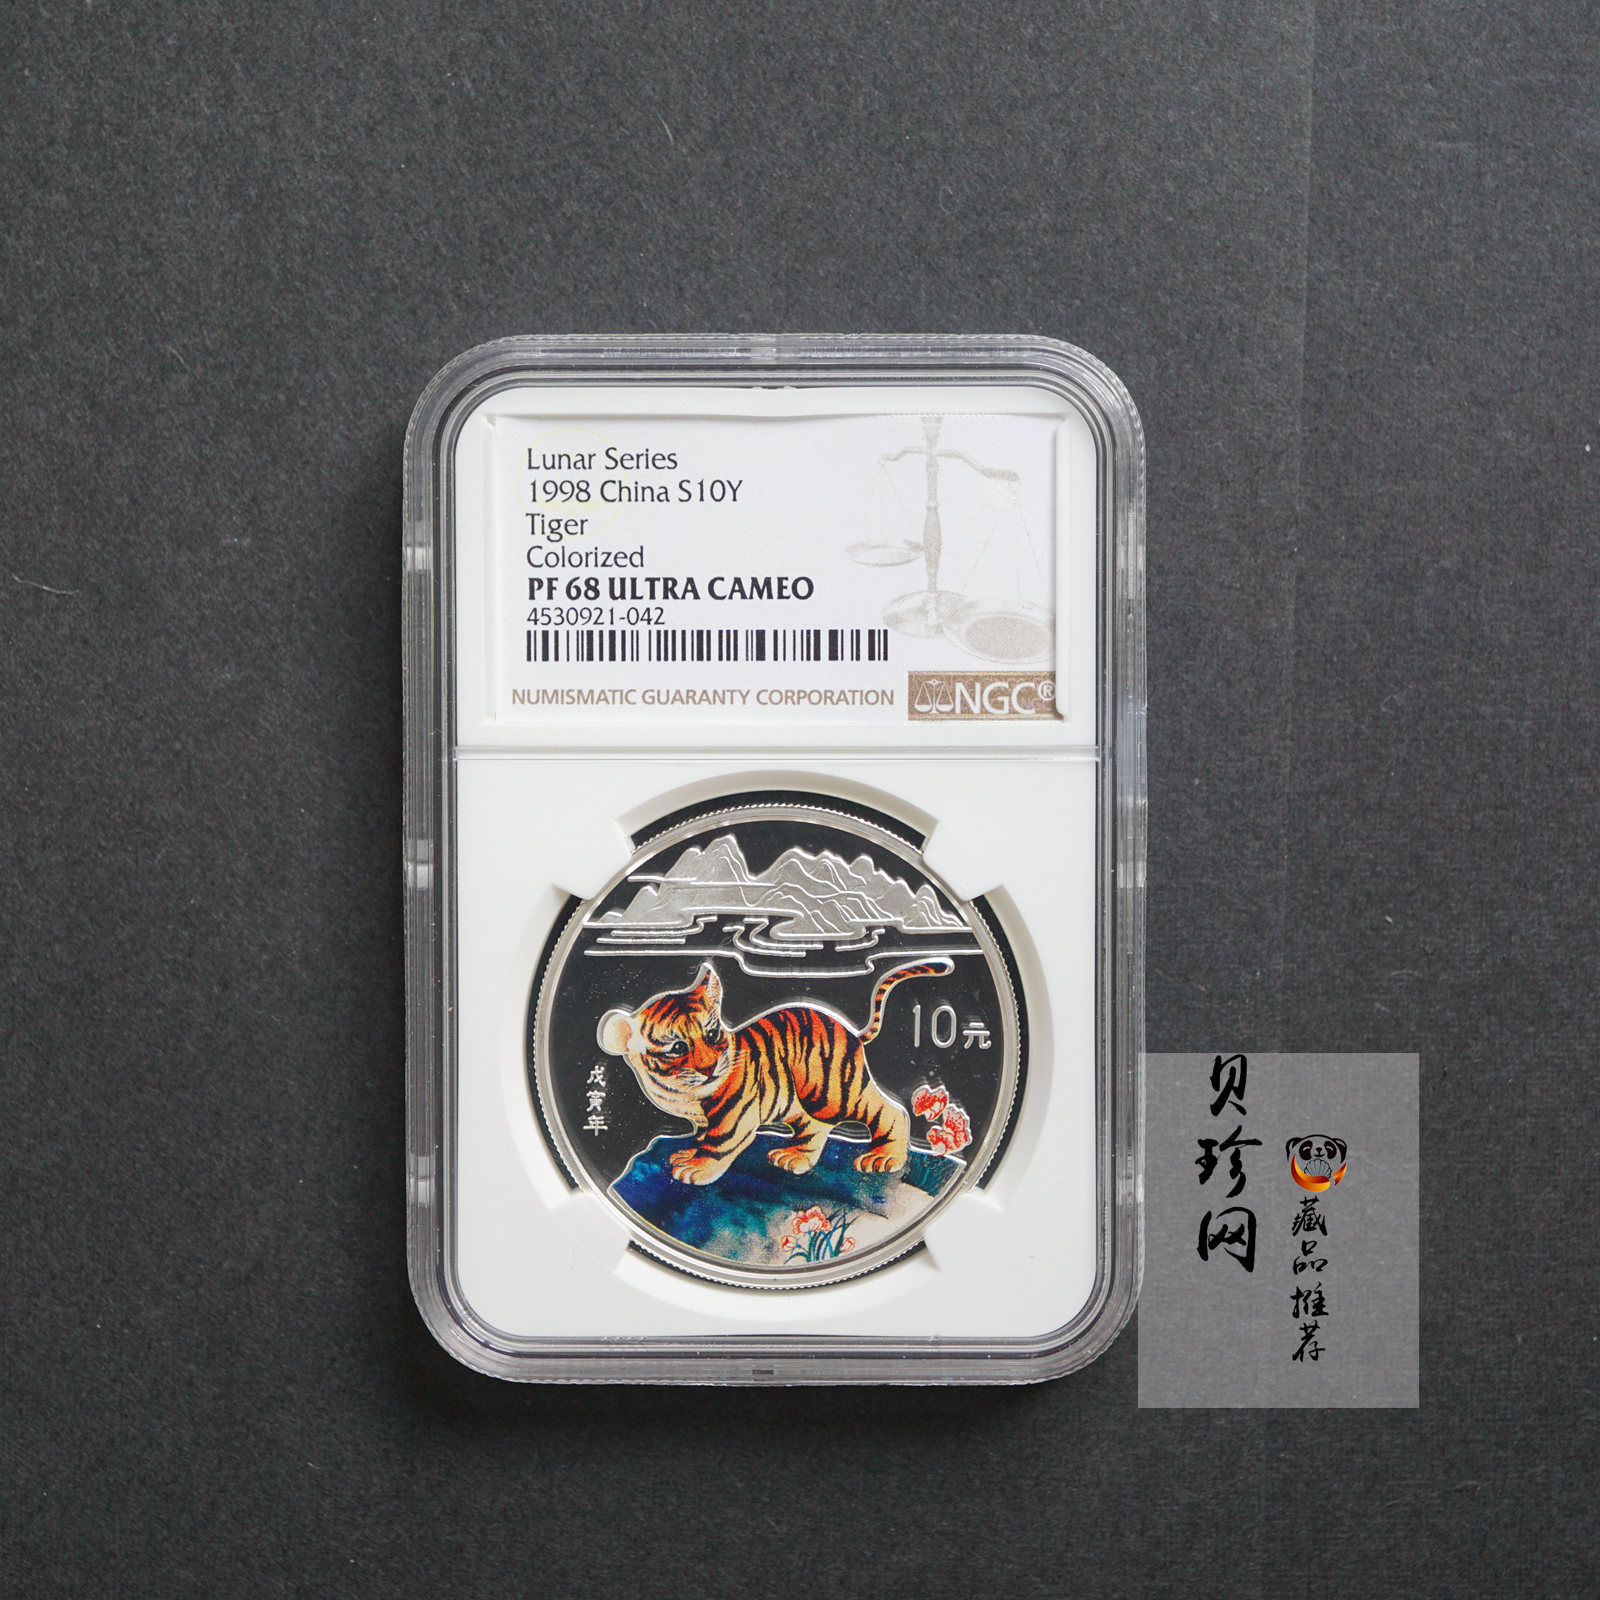 Lunar Series
1998 China S10Y
Tiger
Colorized
PF 68 ULTRA CAMEO
4530921-042
NUMISMATIC GUARANTY CORPORATION
NGC®
10元
戊寅年
贝珍网
藏品推荐